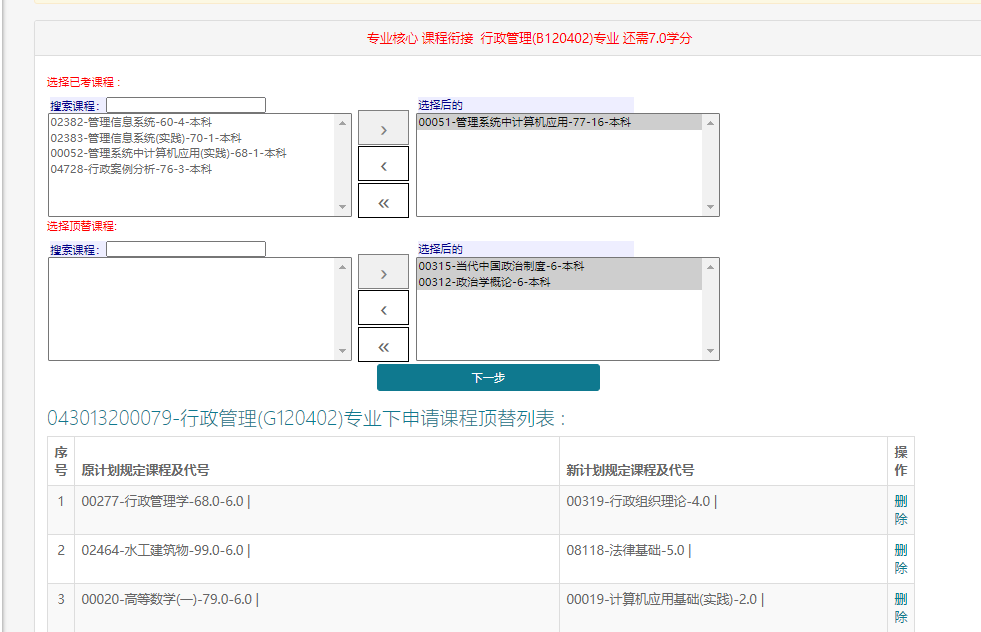 专业核心 课程衔接 行政管理(B120402)专业 还需7.0学分
选择已考课程 :
搜索课程:
选择后的
02382-管理信息系统-60-4-本科
02383-管理信息系统(实践)-70-1-本科
00052-管理系统中计算机应用(实践)-68-1-本科
04728-行政案例分析-76-3-本科
›
‹
«
00051-管理系统中计算机应用-77-16-本科
选择顶替课程:
搜索课程:
选择后的
›
‹
«
00315-当代中国政治制度-6-本科
00312-政治学概论-6-本科
下一步
043013200079-行政管理(G120402)专业下申请课程顶替列表 :
序号 原计划规定课程及代号 新计划规定课程及代号 操作
1 00277-行政管理学-68.0-6.0 | 00319-行政组织理论-4.0 | 删除
2 02464-水工建筑物-99.0-6.0 | 08118-法律基础-5.0 | 删除
3 00020-高等数学(一)-79.0-6.0 | 00019-计算机应用基础(实践)-2.0 | 删除